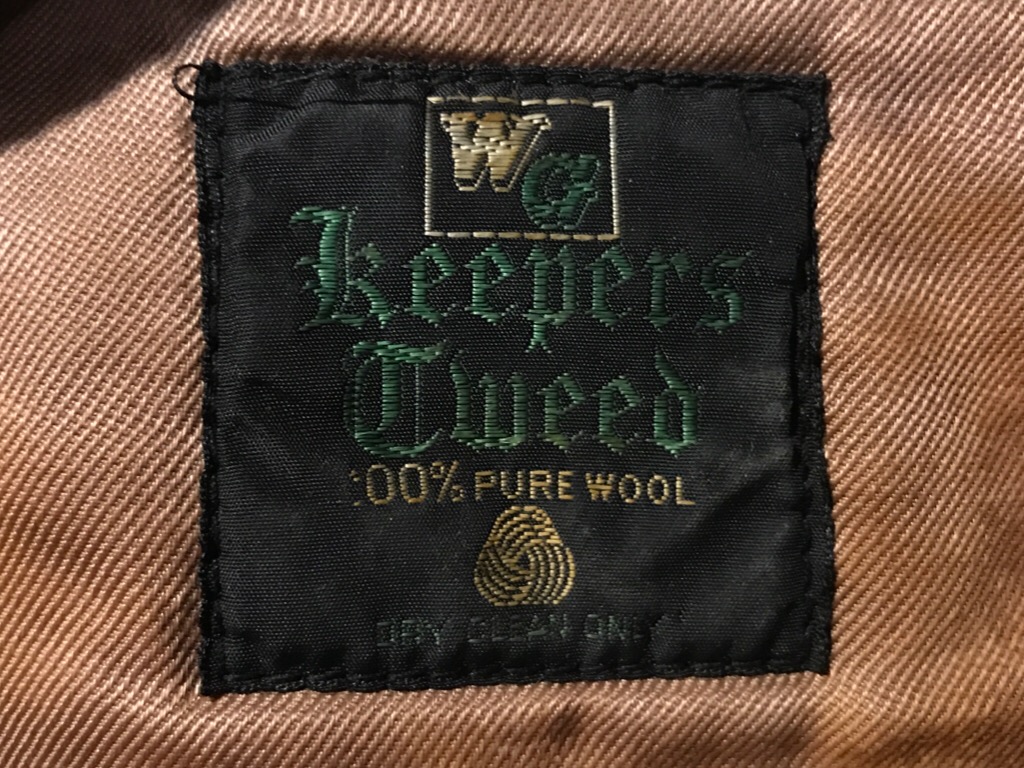 WG
keepers
Tweed
100% PURE WOOL
DRY CLEAN ONLY